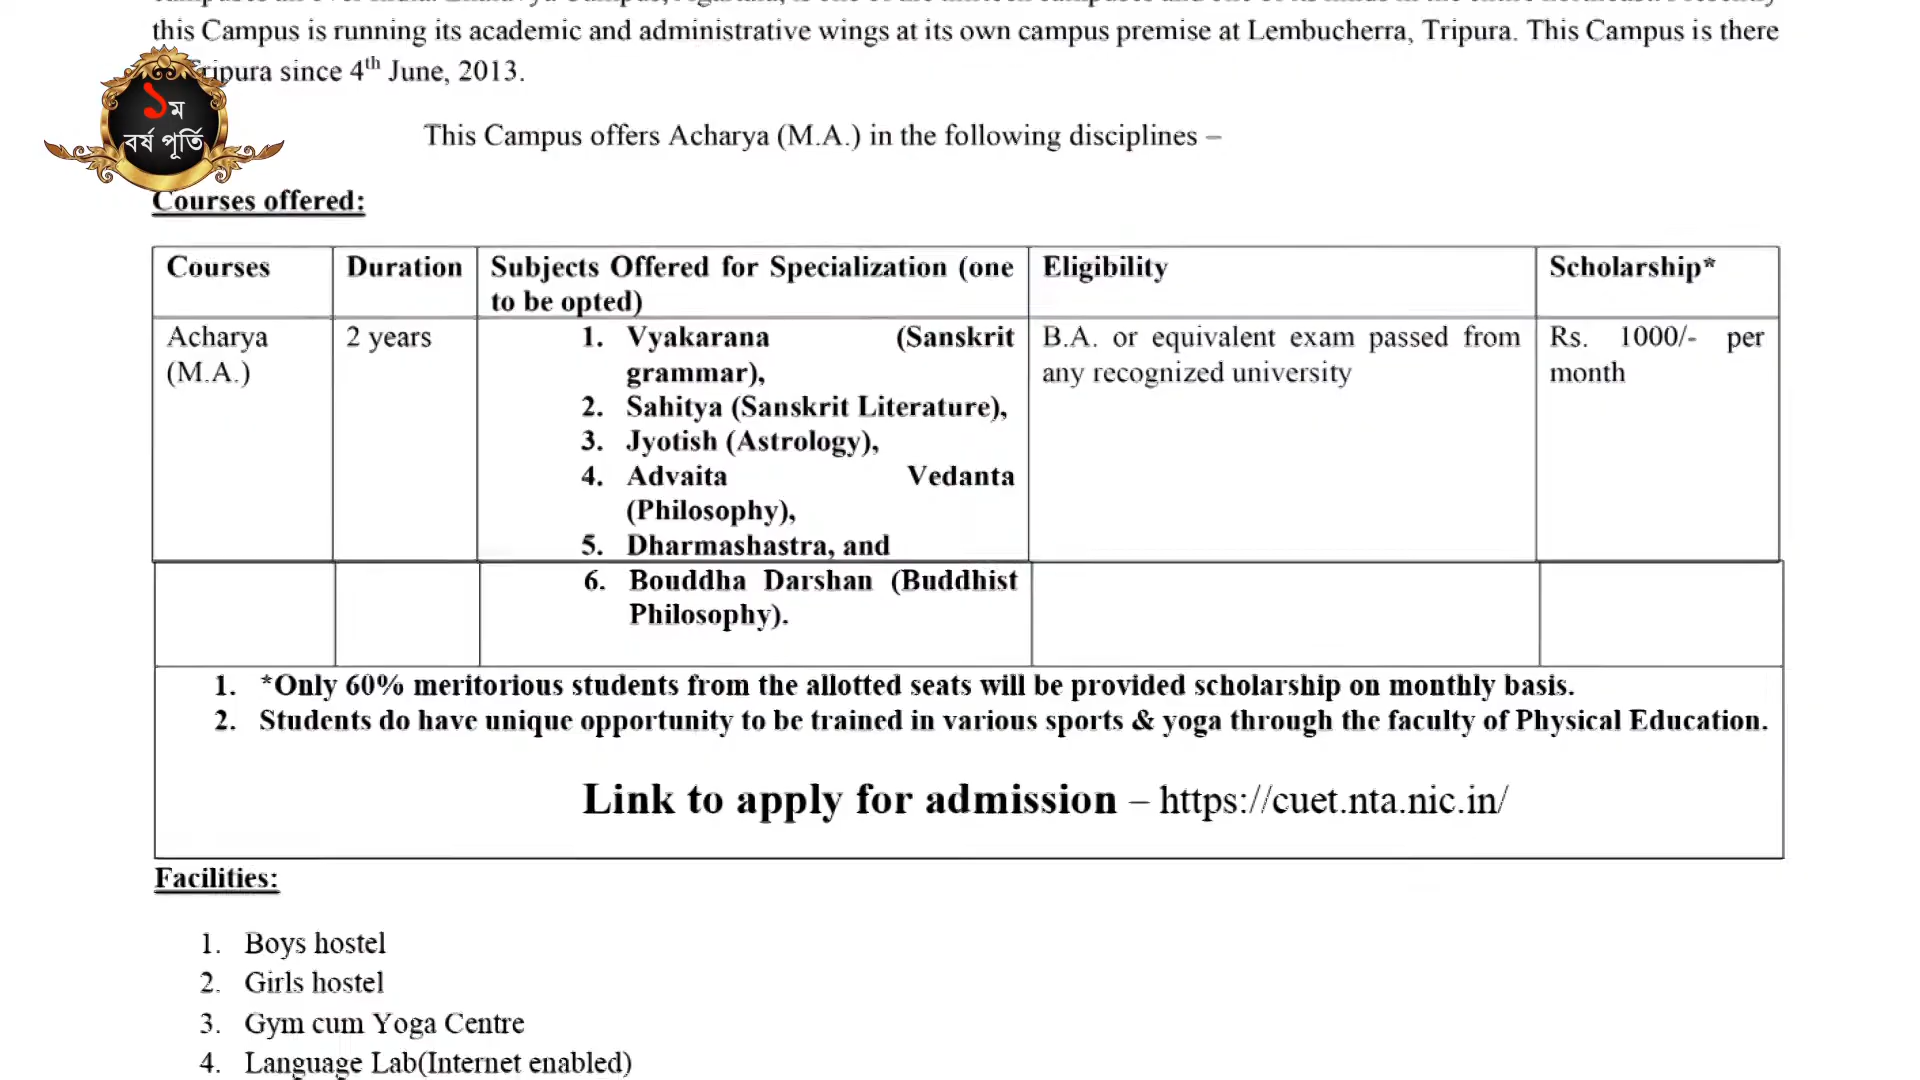 this Campus is running its academic and administrative wings at its own campus premise at Lembucherra, Tripura. This Campus is there
Tripura since 4th June, 2013.
১ম
বর্ষ পূর্তি
This Campus offers Acharya (M.A.) in the following disciplines –
Courses offered:
Courses Duration Subjects Offered for Specialization (one to be opted) Eligibility Scholarship*
Acharya (M.A.) 2 years
1. Vyakarana (Sanskrit
grammar),
2. Sahitya (Sanskrit Literature),
3. Jyotish (Astrology),
4. Advaita Vedanta
(Philosophy),
5. Dharmashastra, and
6. Bouddha Darshan (Buddhist
Philosophy).
B.A. or equivalent exam passed from
any recognized university
Rs. 1000/- per
month
1. *Only 60% meritorious students from the allotted seats will be provided scholarship on monthly basis.
2. Students do have unique opportunity to be trained in various sports & yoga through the faculty of Physical Education.
Link to apply for admission – https://cuet.nta.nic.in/
Facilities:
1. Boys hostel
2. Girls hostel
3. Gym cum Yoga Centre
4. Language Lab(Internet enabled)